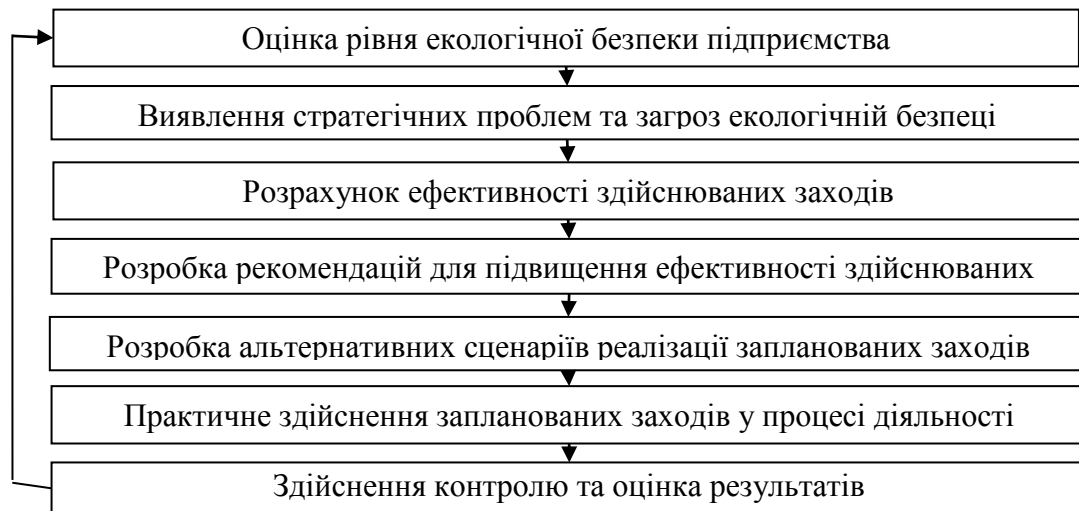 Оцінка рівня екологічної безпеки підприємства
Виявлення стратегічних проблем та загроз екологічній безпеці
Розрахунок ефективності здійснюваних заходів
Розробка рекомендацій для підвищення ефективності здійснюваних
Розробка альтернативних сценаріїв реалізації запланованих заходів
Практичне здійснення запланованих заходів у процесі діяльності
Здійснення контролю та оцінка результатів